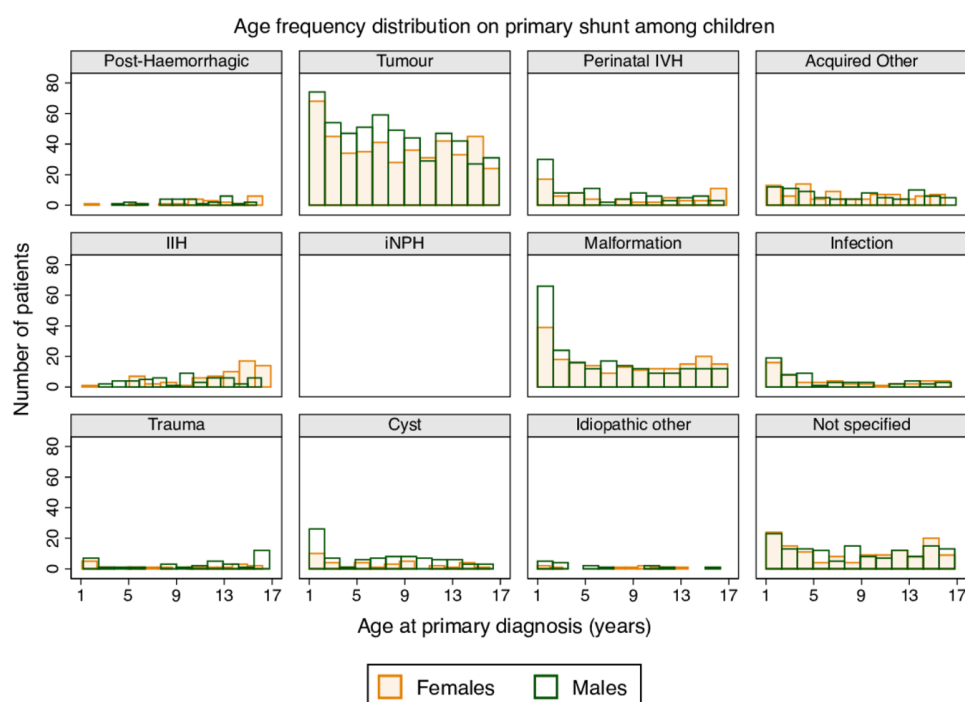 Age frequency distribution on primary shunt among children
Post-Haemorrhagic Tumour Perinatal IVH Acquired Other
80
60
40
20
0
IIH iNPH Malformation Infection
80
60
40
20
0
Number of patients
Trauma Cyst Idiopathic other Not specified
80
60
40
20
0
1 5 9 13 17 1 5 9 13 17 1 5 9 13 17 1 5 9 13 17
Age at primary diagnosis (years)
Females Males